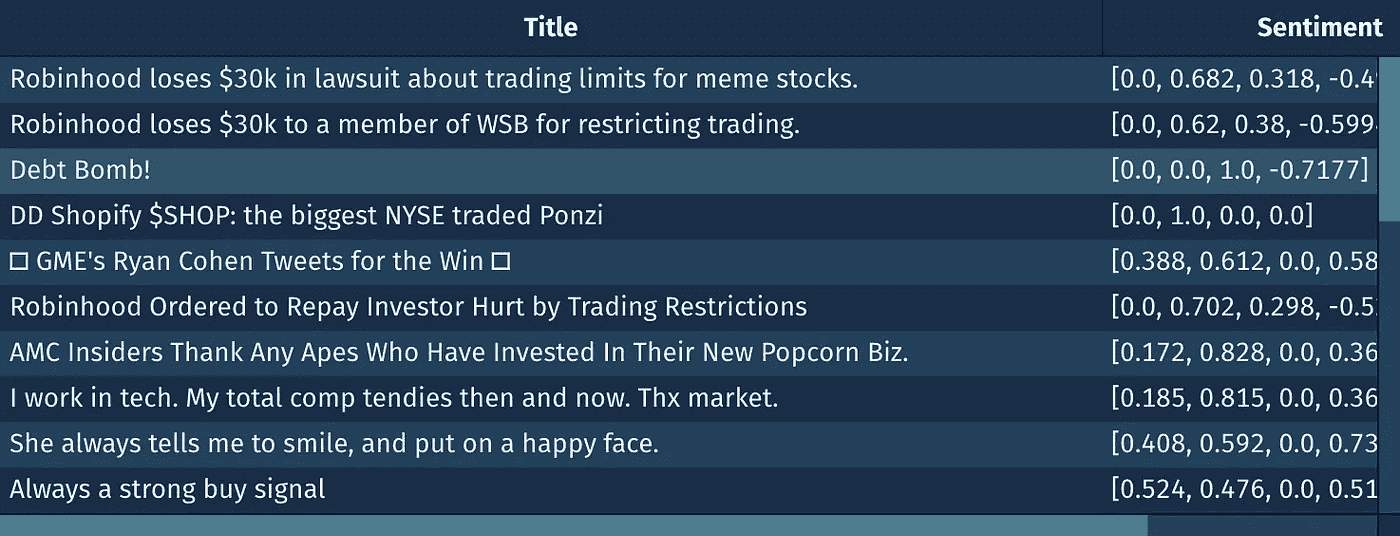 Title Sentiment
Robinhood loses $30k in lawsuit about trading limits for meme stocks. [0.0, 0.682, 0.318, -0.4
Robinhood loses $30k to a member of WSB for restricting trading. [0.0, 0.62, 0.38, -0.599
Debt Bomb! [0.0, 0.0, 1.0, -0.7177]
DD Shopify $SHOP: the biggest NYSE traded Ponzi [0.0, 1.0, 0.0, 0.0]
□ GME's Ryan Cohen Tweets for the Win □ [0.388, 0.612, 0.0, 0.58
Robinhood Ordered to Repay Investor Hurt by Trading Restrictions [0.0, 0.702, 0.298, -0.5
AMC Insiders Thank Any Apes Who Have Invested In Their New Popcorn Biz. [0.172, 0.828, 0.0, 0.36
I work in tech. My total comp tendies then and now. Thx market. [0.185, 0.815, 0.0, 0.36
She always tells me to smile, and put on a happy face. [0.408, 0.592, 0.0, 0.73
Always a strong buy signal [0.524, 0.476, 0.0, 0.51